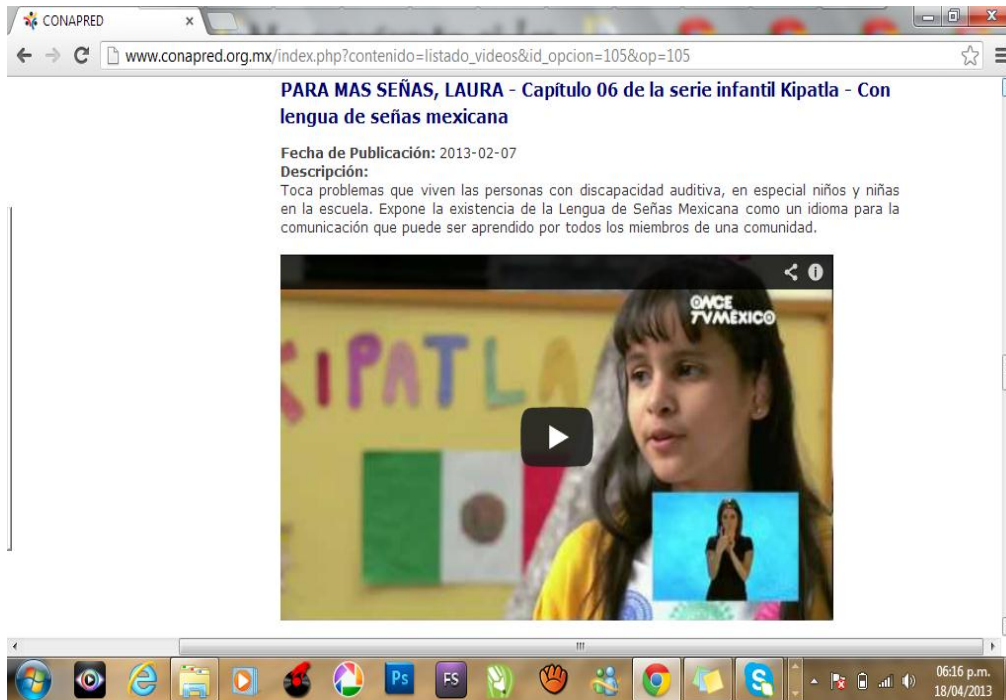 CONAPRED
www.conapred.org.mx/index.php?contenido=listado_videos&id_opcion=105&op=105
PARA MAS SEÑAS, LAURA - Capítulo 06 de la serie infantil Kipatla - Con
lengua de señas mexicana
Fecha de Publicación: 2013-02-07
Descripción:
Toca problemas que viven las personas con discapacidad auditiva, en especial niños y niñas
en la escuela. Expone la existencia de la Lengua de Señas Mexicana como un idioma para la
comunicación que puede ser aprendido por todos los miembros de una comunidad.
ONCE
TV MÉXICO
KIPATLA
Ps
FS
06:16 p.m.
18/04/2013